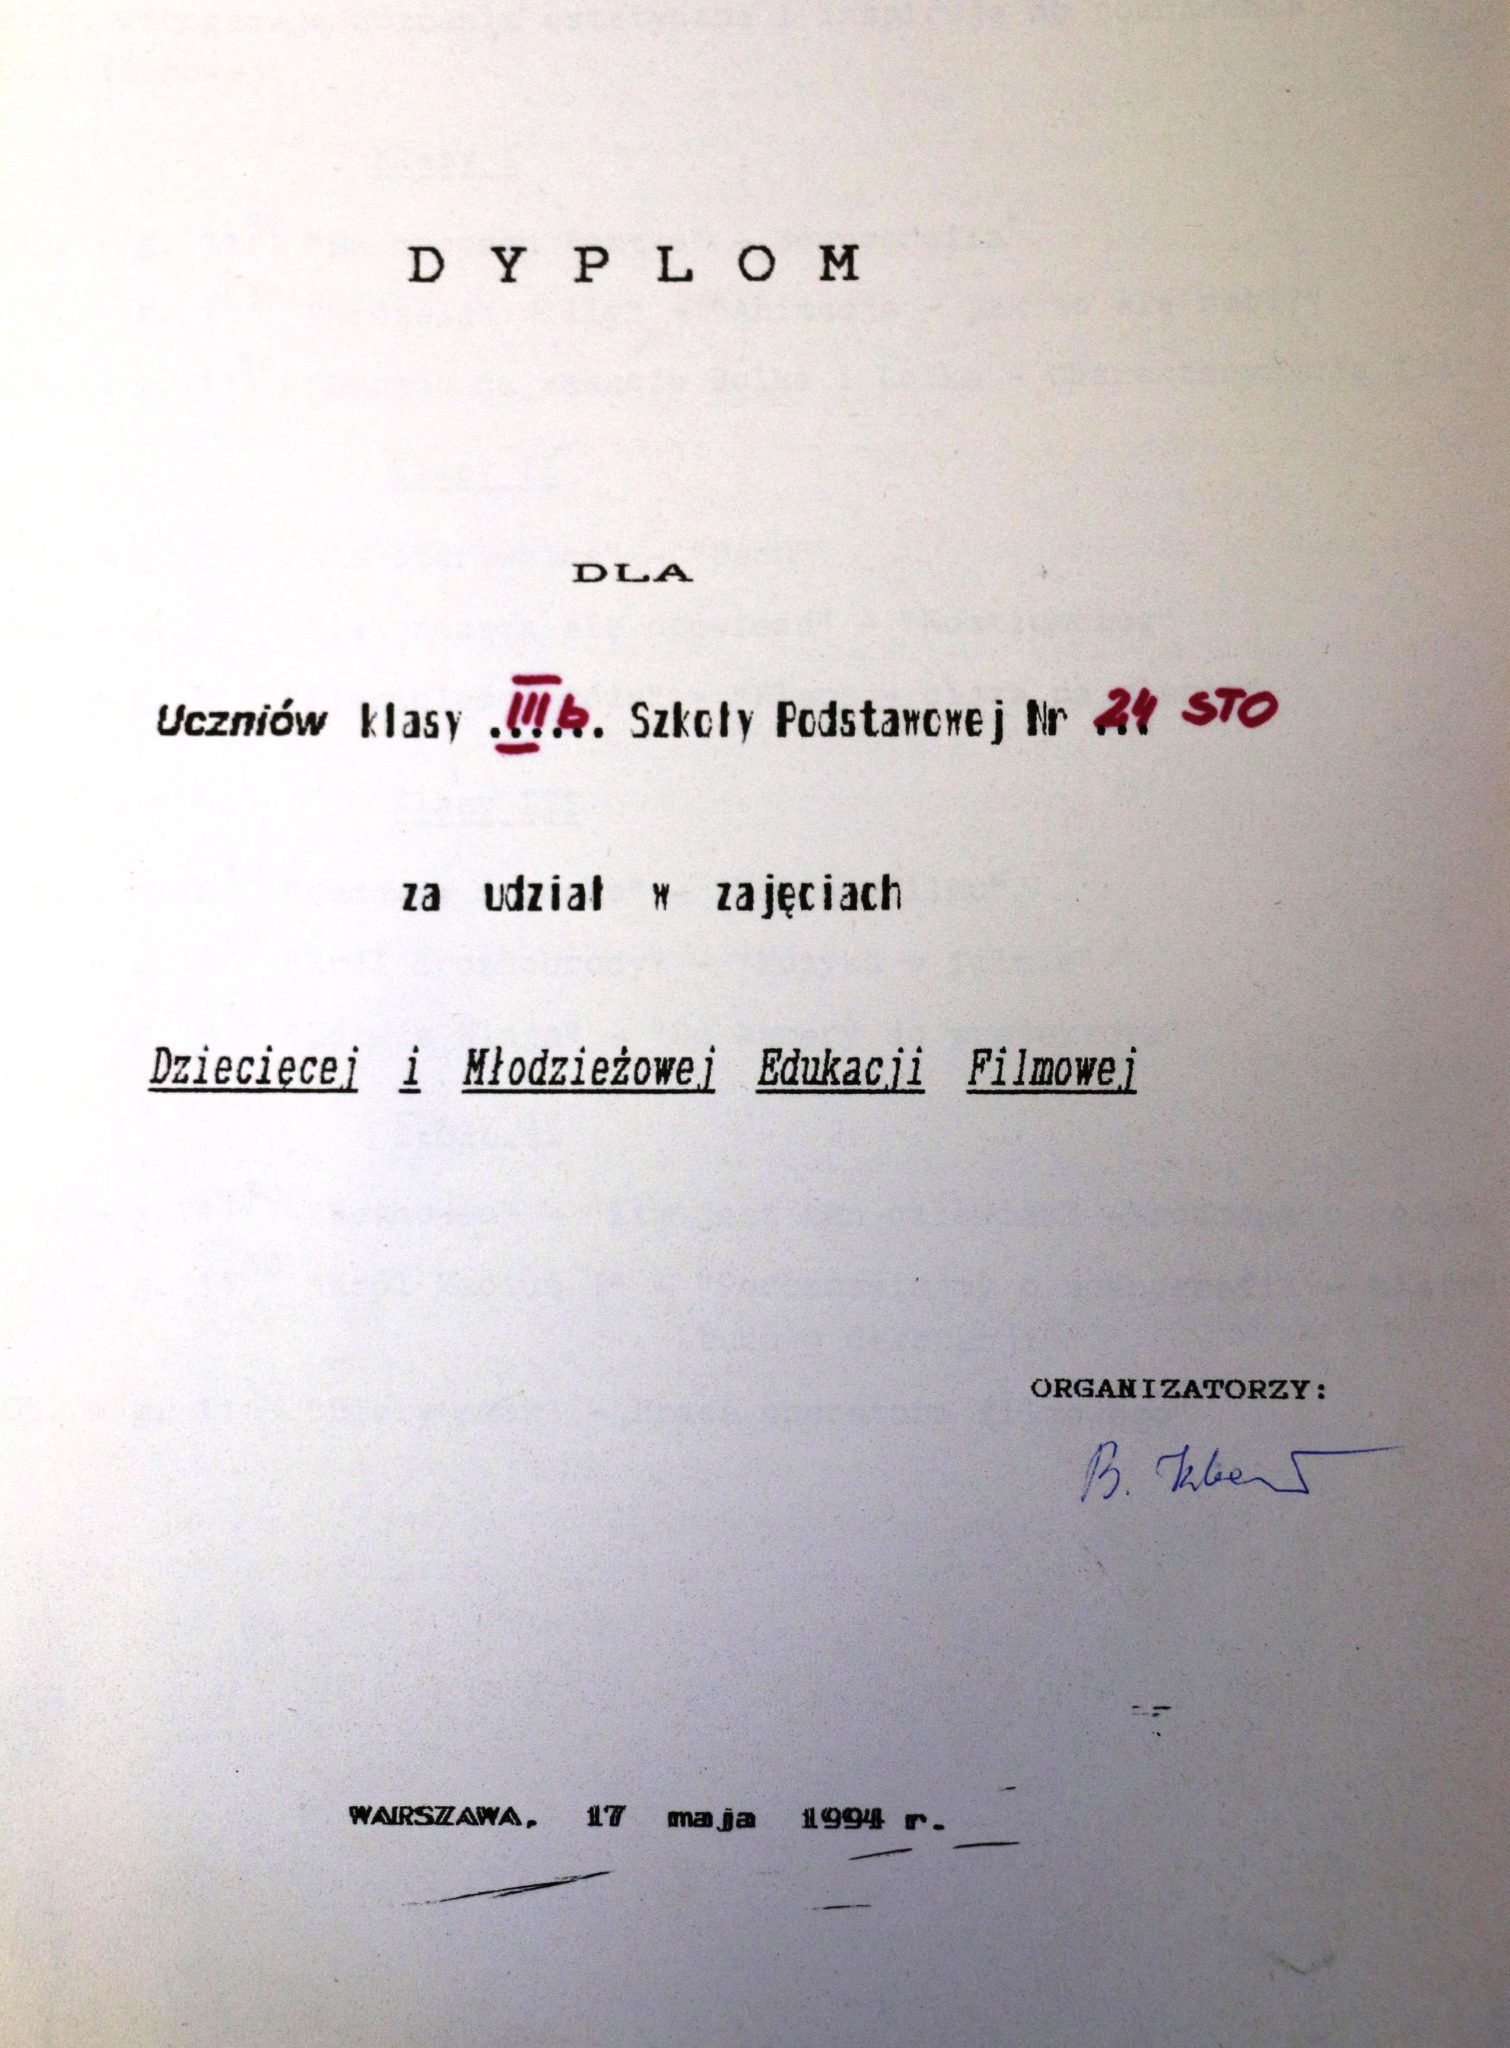 D Y P L O M
DLA
Uczniów klasy ..IIIb.. Szkoły Podstawowej Nr 24 STO
za udział w zajęciach
Dziecięcej i Młodzieżowej Edukacji Filmowej
ORGANIZATORZY:
B.
WARSZAWA, 17 maja 1994 r.